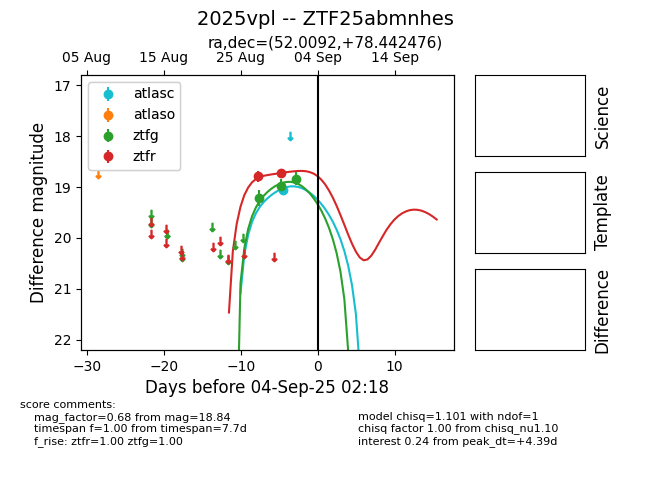 2025vpl -- ZTF25abmnhes
ra,dec=(52.0092,+78.442476)
05 Aug 15 Aug 25 Aug 04 Sep 14 Sep
atlasc
atlaso
ztfg
ztfr
17
18
19
20
21
22
Difference magnitude
−30 −20 −10 0 10
Days before 04-Sep-25 02:18
Science
Template
Difference
score comments:
mag_factor=0.68 from mag=18.84
timespan f=1.00 from timespan=7.7d
f_rise: ztfr=1.00 ztfg=1.00
model chisq=1.101 with ndof=1
chisq factor 1.00 from chisq_nu1.10
interest 0.24 from peak_dt=+4.39d